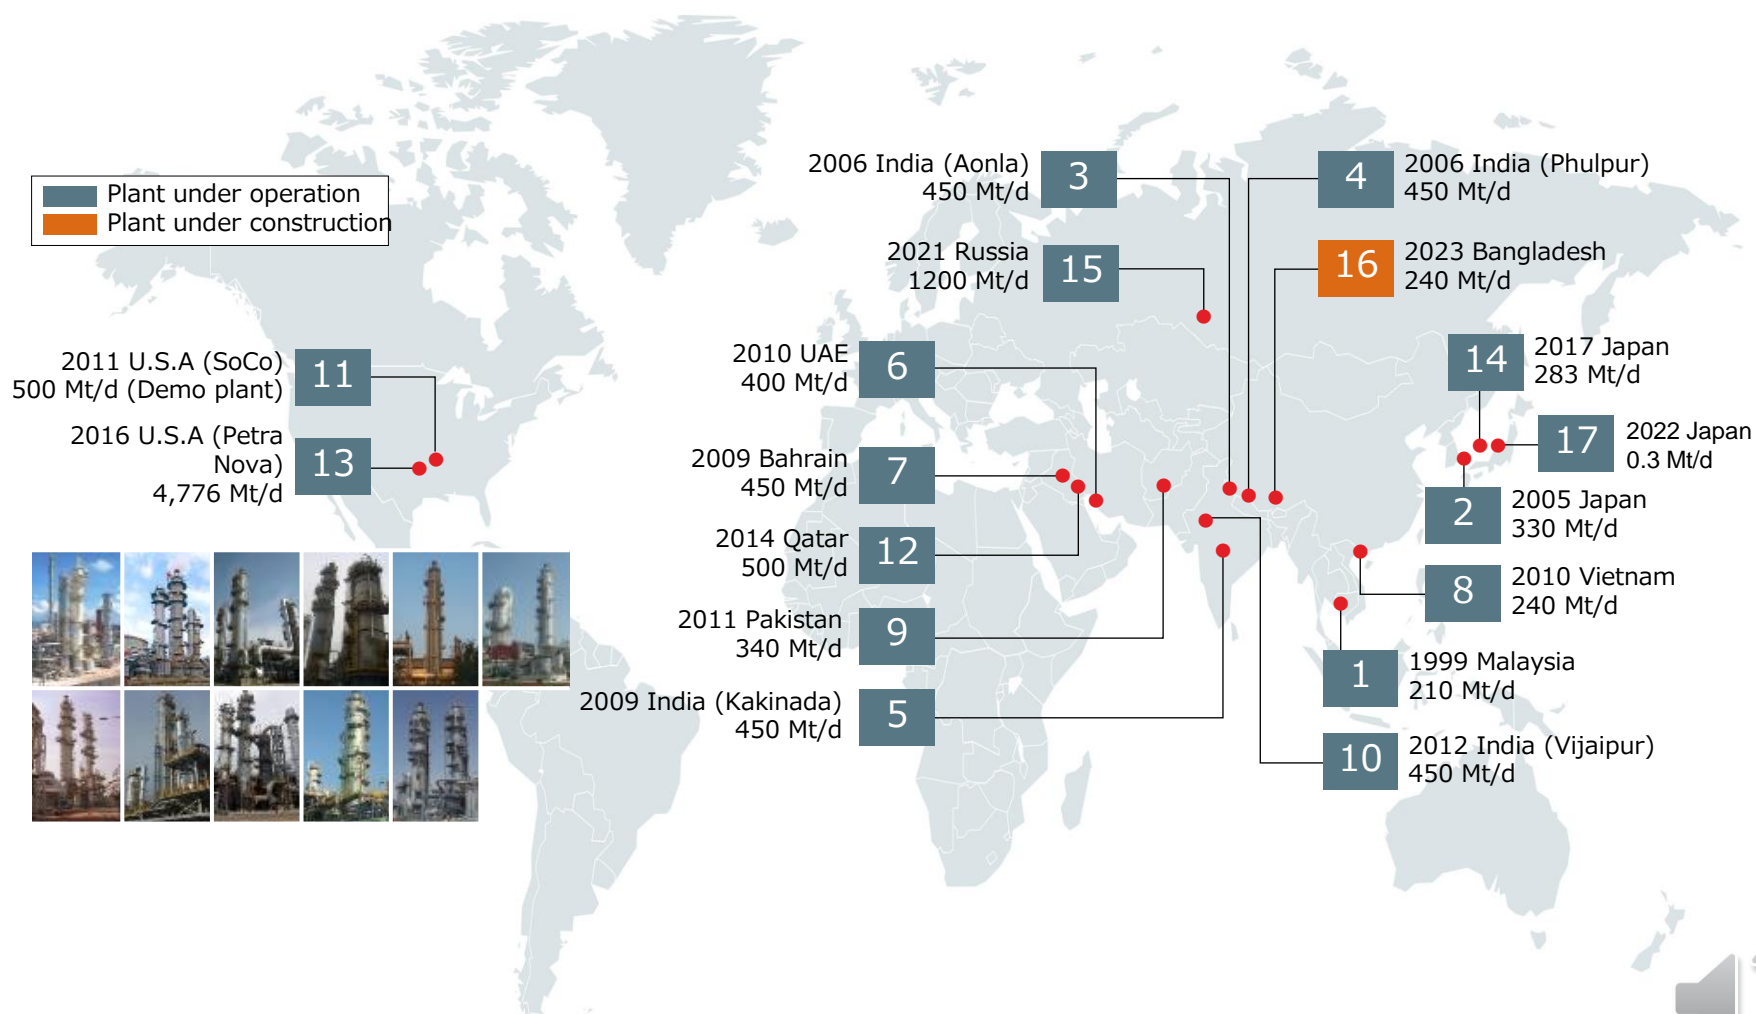 Plant under operation
Plant under construction
2006 India (Aonla)
450 Mt/d
3
4
2006 India (Phulpur)
450 Mt/d
2021 Russia
1200 Mt/d
15
16
2023 Bangladesh
240 Mt/d
2011 U.S.A (SoCo)
500 Mt/d (Demo plant)
11
2010 UAE
400 Mt/d
6
14
2017 Japan
283 Mt/d
2016 U.S.A (Petra
Nova)
4,776 Mt/d
13
2009 Bahrain
450 Mt/d
7
17
2022 Japan
0.3 Mt/d
2
2005 Japan
330 Mt/d
2014 Qatar
500 Mt/d
12
8
2010 Vietnam
240 Mt/d
2011 Pakistan
340 Mt/d
9
1
1999 Malaysia
210 Mt/d
2009 India (Kakinada)
450 Mt/d
5
10
2012 India (Vijaipur)
450 Mt/d